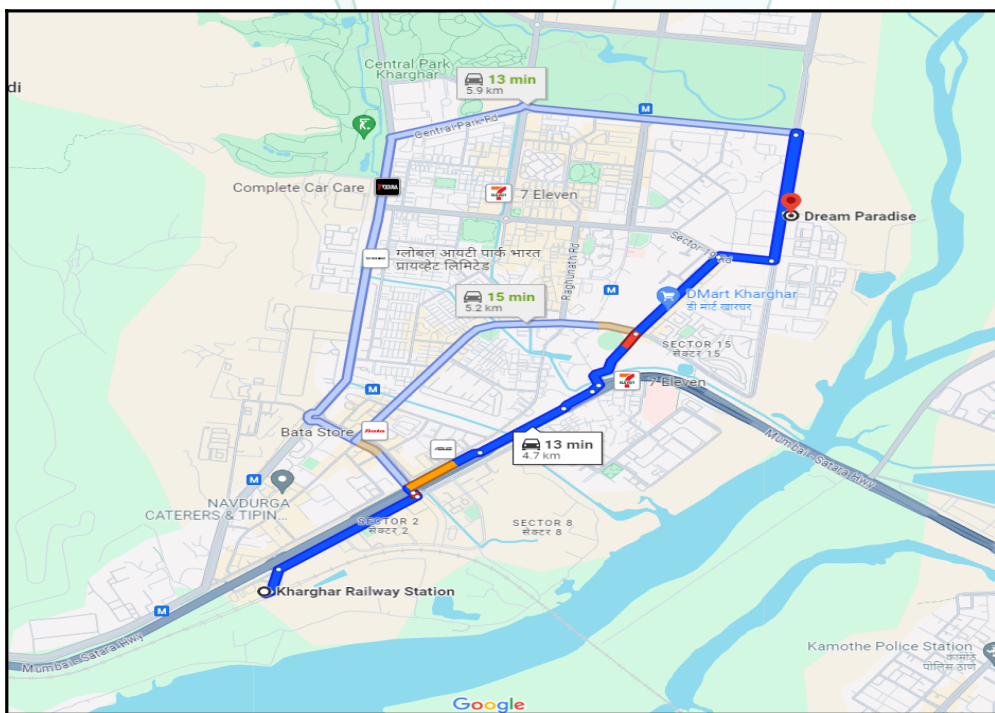 Central Park
Kharghar
di
13 min
5.9 km
Central Park Rd
Complete Car Care
7 Eleven
Dream Paradise
Sector 19 Rd
ग्लोबल आयटी पार्क भारत
प्रायव्हेट लिमिटेड
Raghunath Rd
15 min
5.2 km
DMart Kharghar
डी मार्ट खारघर
SECTOR 15
सेक्टर 15
7 Eleven
Bata Store
Bata
13 min
4.7 km
Mumbai - Satara Hwy
NAVDURGA
CATERERS & TIPIN...
SECTOR 2
सेक्टर 2
SECTOR 8
सेक्टर 8
Kharghar Railway Station
Mumbai - Satara Hwy
Kamothe Police Station
कामोठे
पोलिस ठाणे
Google